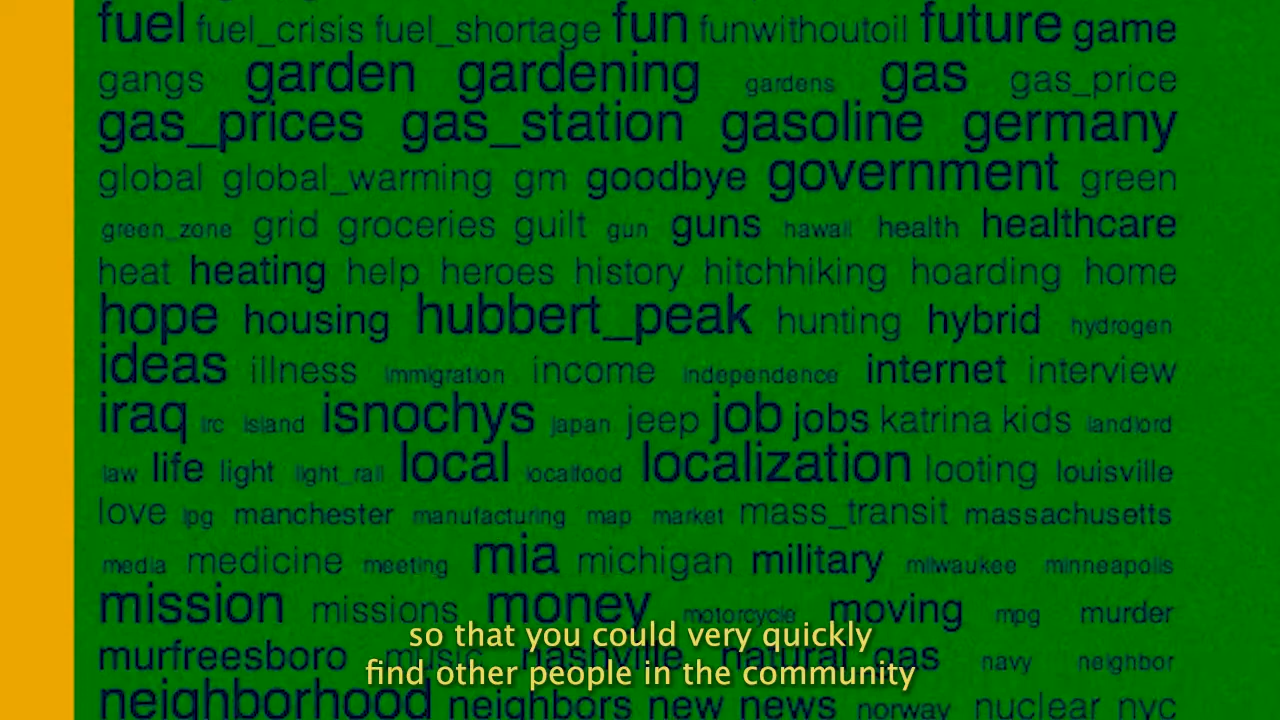 fuel fuel_crisis fuel_shortage fun funwithoutoil future game
gangs garden gardening gardens gas gas_price
gas_prices gas_station gasoline germany
global global_warming gm goodbye government green
green_zone grid groceries guilt gun guns hawaii health healthcare
heat heating help heroes history hitchhiking hoarding home
hope housing hubbert_peak hunting hybrid hydrogen
ideas illness immigration income independence internet interview
iraq irc island isnochys japan jeep job jobs katrina kids landlord
law life light light_rail local localfood localization looting louisville
love lpg manchester manufacturing map market mass_transit massachusetts
media medicine meeting mia michigan military milwaukee minneapolis
mission missions money motorcycle moving mpg murder
murfreesboro music nashville natural_gas navy neighbor
neighborhood neighbors new news norway nuclear nyc
so that you could very quickly
find other people in the community